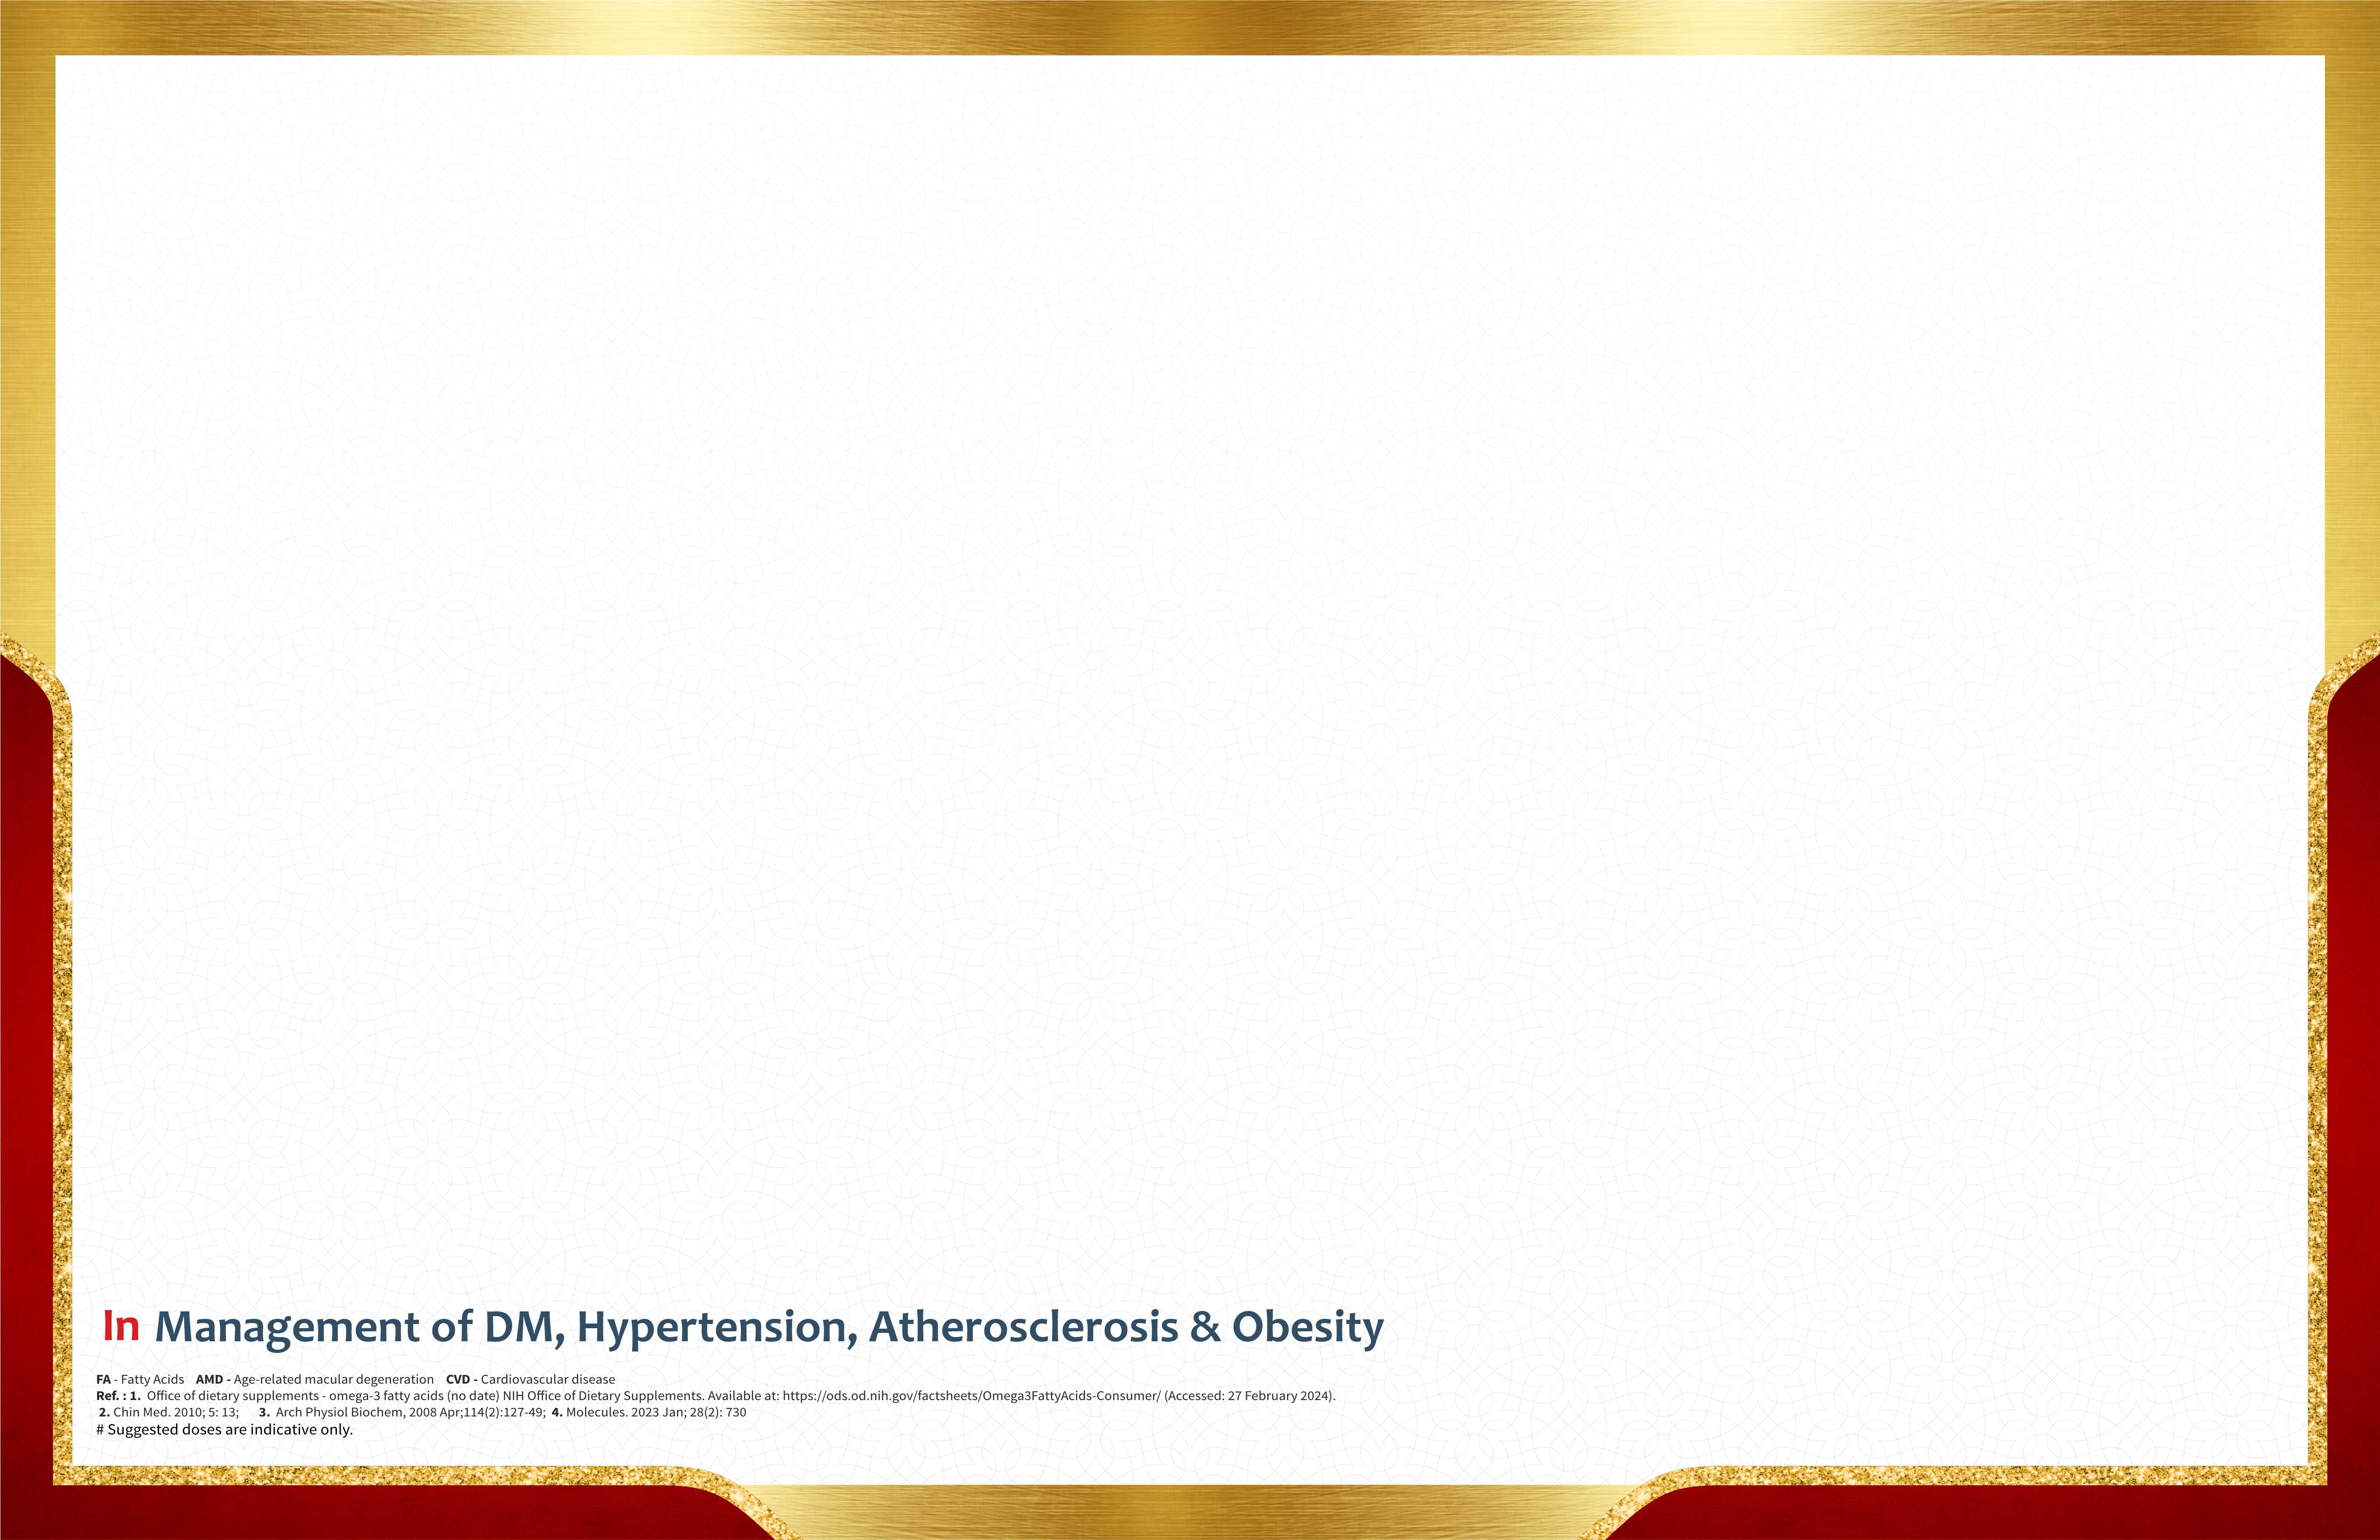 In Management of DM, Hypertension, Atherosclerosis & Obesity
FA - Fatty Acids AMD - Age-related macular degeneration CVD - Cardiovascular disease
Ref. : 1. Office of dietary supplements - omega-3 fatty acids (no date) NIH Office of Dietary Supplements. Available at: https://ods.od.nih.gov/factsheets/Omega3FattyAcids-Consumer/ (Accessed: 27 February 2024).
2. Chin Med. 2010; 5: 13; 3. Arch Physiol Biochem, 2008 Apr;114(2):127-49; 4. Molecules. 2023 Jan; 28(2): 730
# Suggested doses are indicative only.